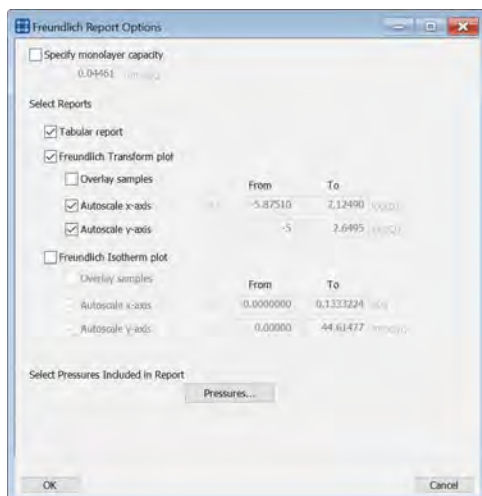 Freundlich Report Options
Specify monolayer capacity
0.04461
Select Reports
Tabular report
Freundlich Transform plot
Overlay samples
From To
Autoscale x-axis -5.87510 2.12490
Autoscale y-axis -5 2.6495
Freundlich Isotherm plot
Overlay samples
From To
Autoscale x-axis 0.0000000 0.1333224
Autoscale y-axis 0.00000 44.61477
Select Pressures Included in Report
Pressures...
OK Cancel